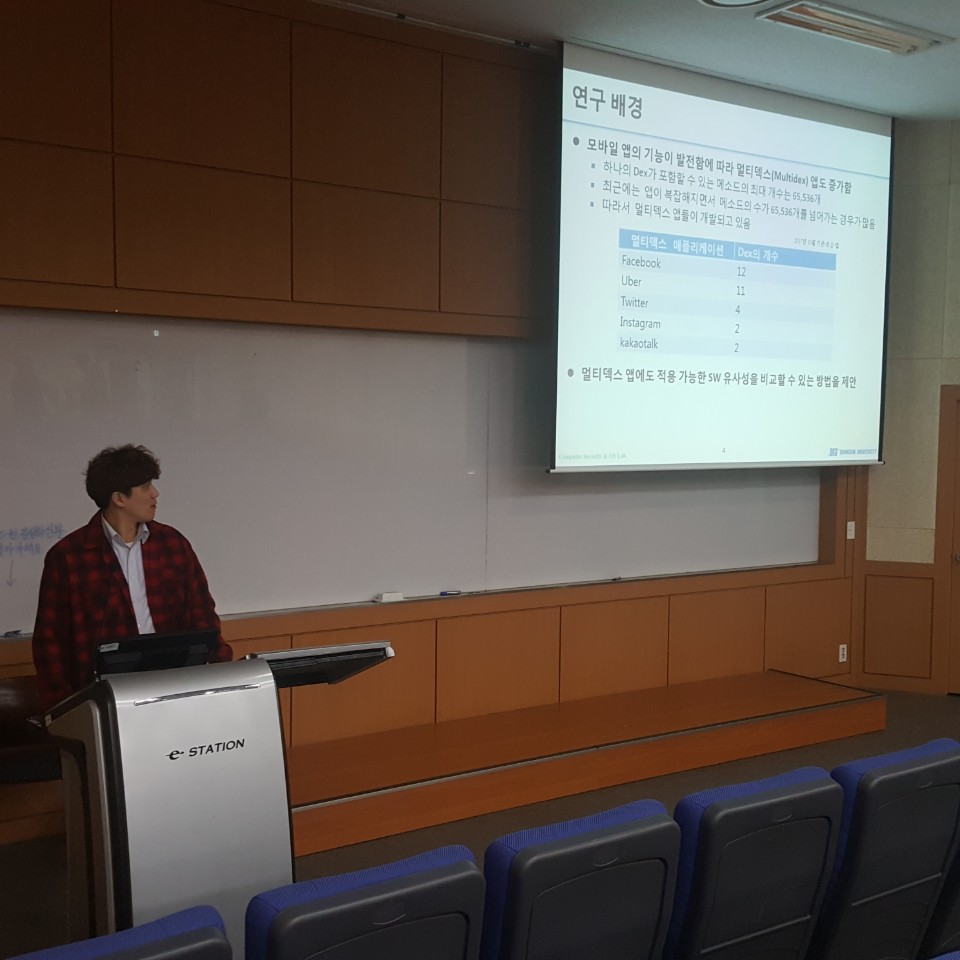 연구 배경
● 모바일 앱의 기능이 발전함에 따라 멀티덱스(Multidex) 앱도 증가함
▪ 하나의 Dex가 포함할 수 있는 메소드의 최대 개수는 65,536개
▪ 최근에는 앱이 복잡해지면서 메소드의 수가 65,536개를 넘어가는 경우가 많음
▪ 따라서 멀티덱스 앱들이 개발되고 있음
멀티덱스 애플리케이션 Dex의 개수
Facebook 12
Uber 11
Twitter 4
Instagram 2
kakaotalk 2
● 멀티덱스 앱에도 적용 가능한 SW 유사성을 비교할 수 있는 방법을 제안
Computer Security & OS Lab
4
DANKOOK UNIVERSITY
e-STATION